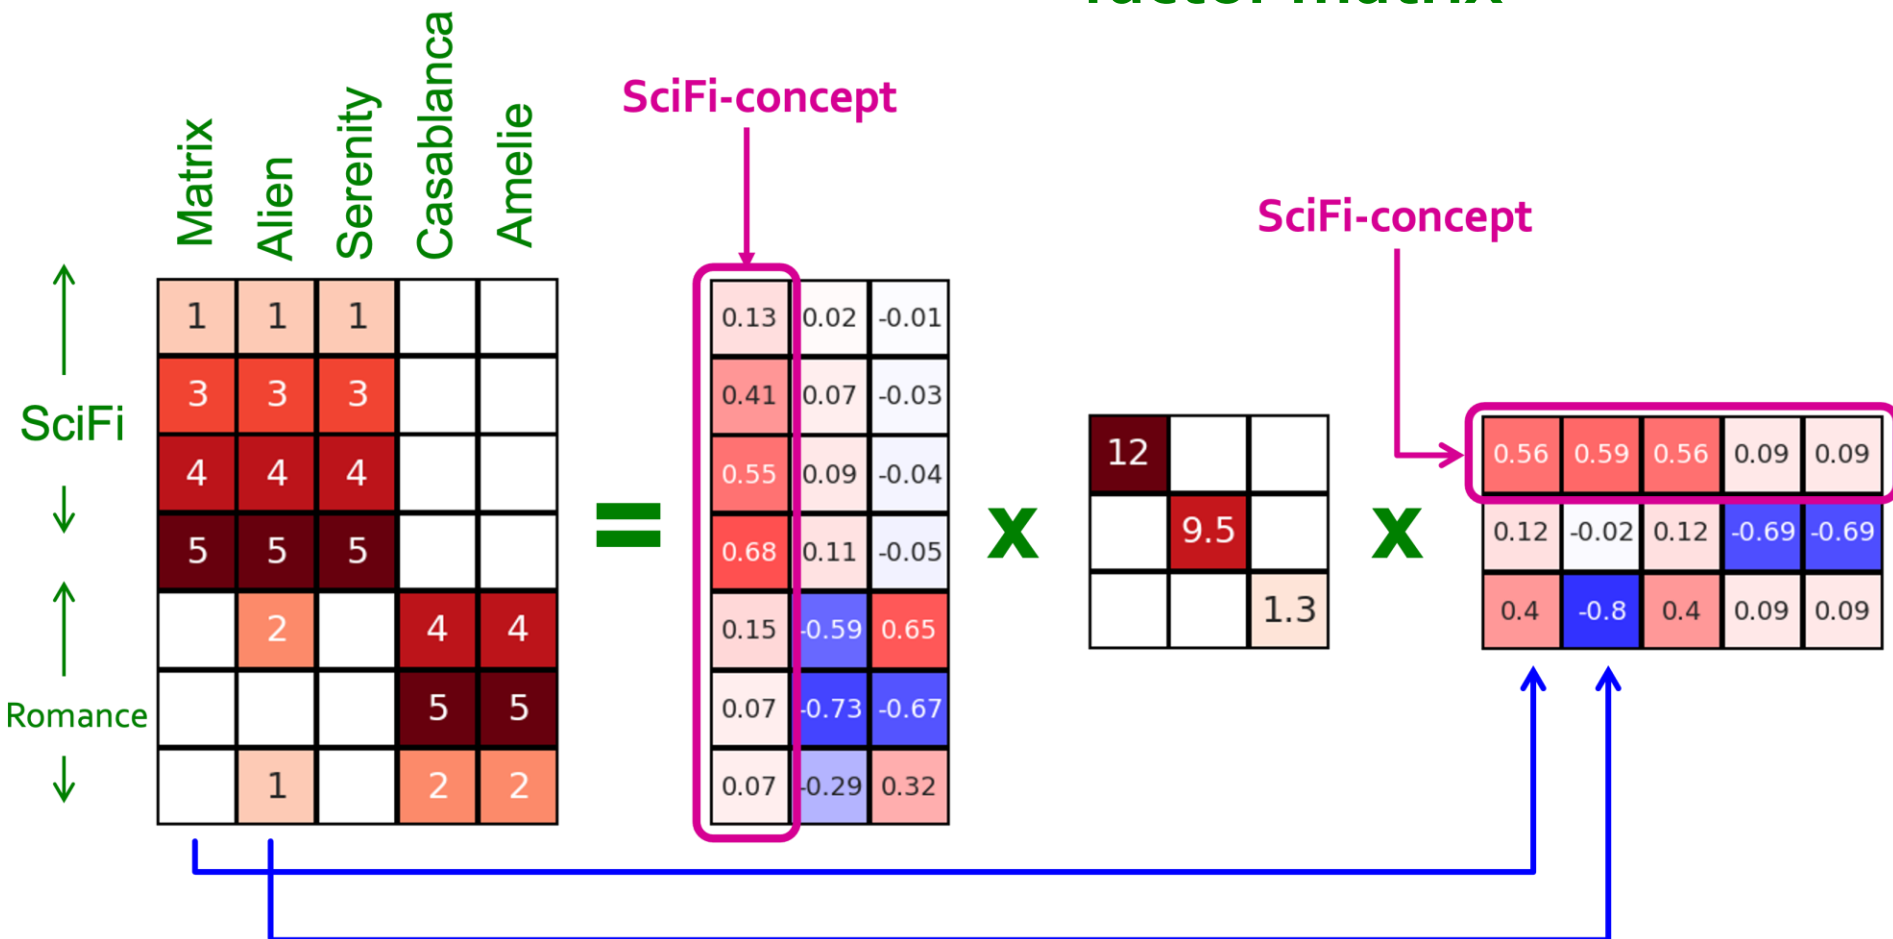 factor matrix
SciFi-concept
SciFi-concept
Matrix
Alien
Serenity
Casablanca
Amelie
SciFi
Romance
1 1 1
3 3 3
4 4 4
5 5 5
2 4 4
5 5
1 2 2
=
0.13 0.02 -0.01
0.41 0.07 -0.03
0.55 0.09 -0.04
0.68 0.11 -0.05
0.15 -0.59 0.65
0.07 -0.73 -0.67
0.07 -0.29 0.32
x
12
9.5
1.3
x
0.56 0.59 0.56 0.09 0.09
0.12 -0.02 0.12 -0.69 -0.69
0.4 -0.8 0.4 0.09 0.09